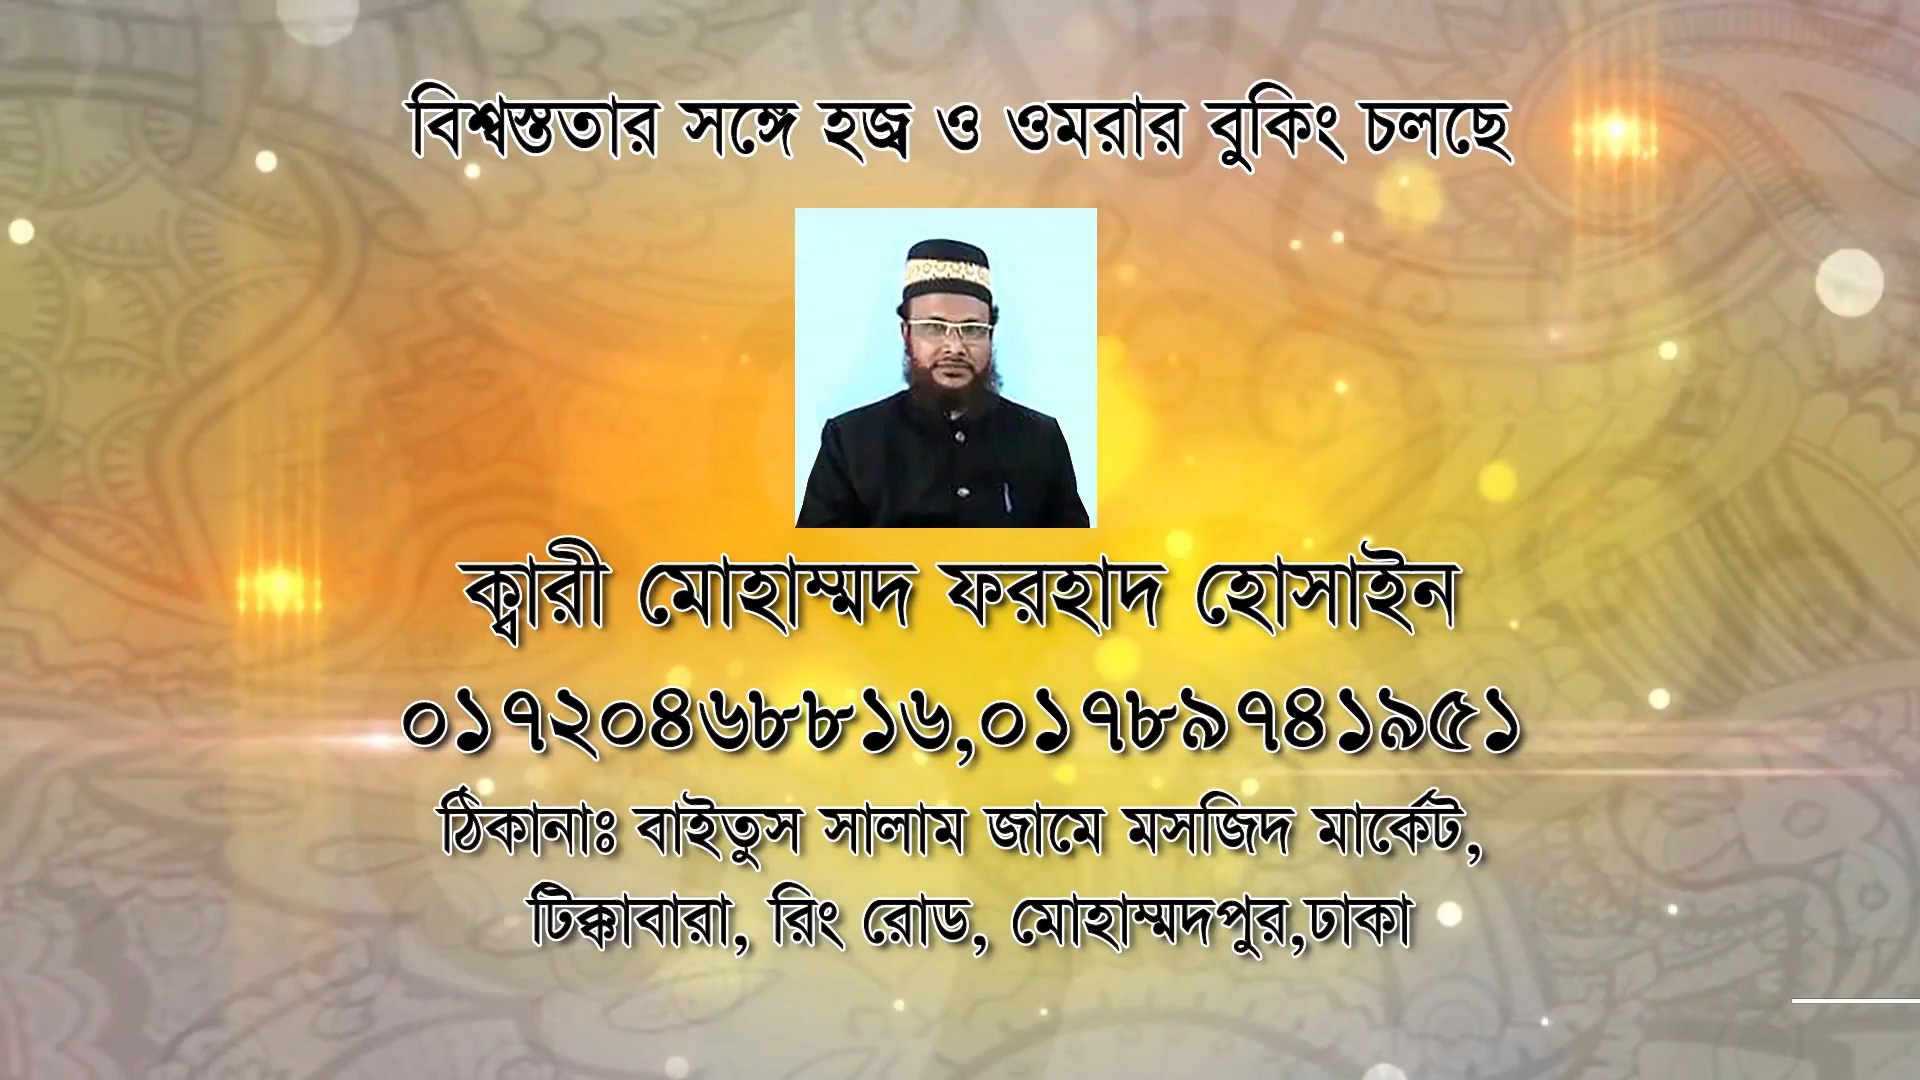 বিশ্বস্ততার সঙ্গে হজ্ব ও ওমরার বুকিং চলছে
ক্বারী মোহাম্মদ ফরহাদ হোসাইন
০১৭২০৪৬৮৮১৬,০১৭৮৯৭৪১৯৫১
ঠিকানাঃ বাইতুস সালাম জামে মসজিদ মার্কেট,
টিক্কাবারা, রিং রোড, মোহাম্মদপুর,ঢাকা